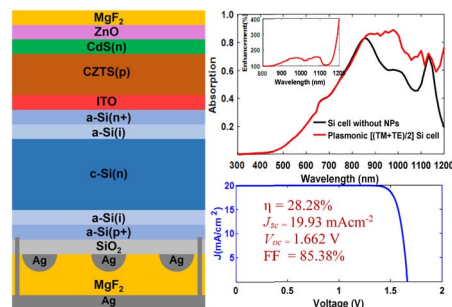 MgF2
ZnO
CdS(n)
CZTS(p)
ITO
a-Si(n+)
a-Si(i)
c-Si(n)
a-Si(i)
a-Si(p+)
SiO2
Ag Ag Ag
MgF2
Ag
Absorption
1.0
0.8
0.6
0.4
0.2
300 400 500 600 700 800 900 1000 1100 1200
Wavelength (nm)
Enhancement(%)
400
300
200
100
800 900 1000 1100 1200
Wavelength (nm)
Si cell without NPs
Plasmonic [(TM+TE)/2] Si cell
J(mA/cm2)
20
15
10
5
0
0 0.5 1 1.5 2
Voltage (V)
η = 28.28%
Jsc = 19.93 mAcm-2
Voc = 1.662 V
FF = 85.38%